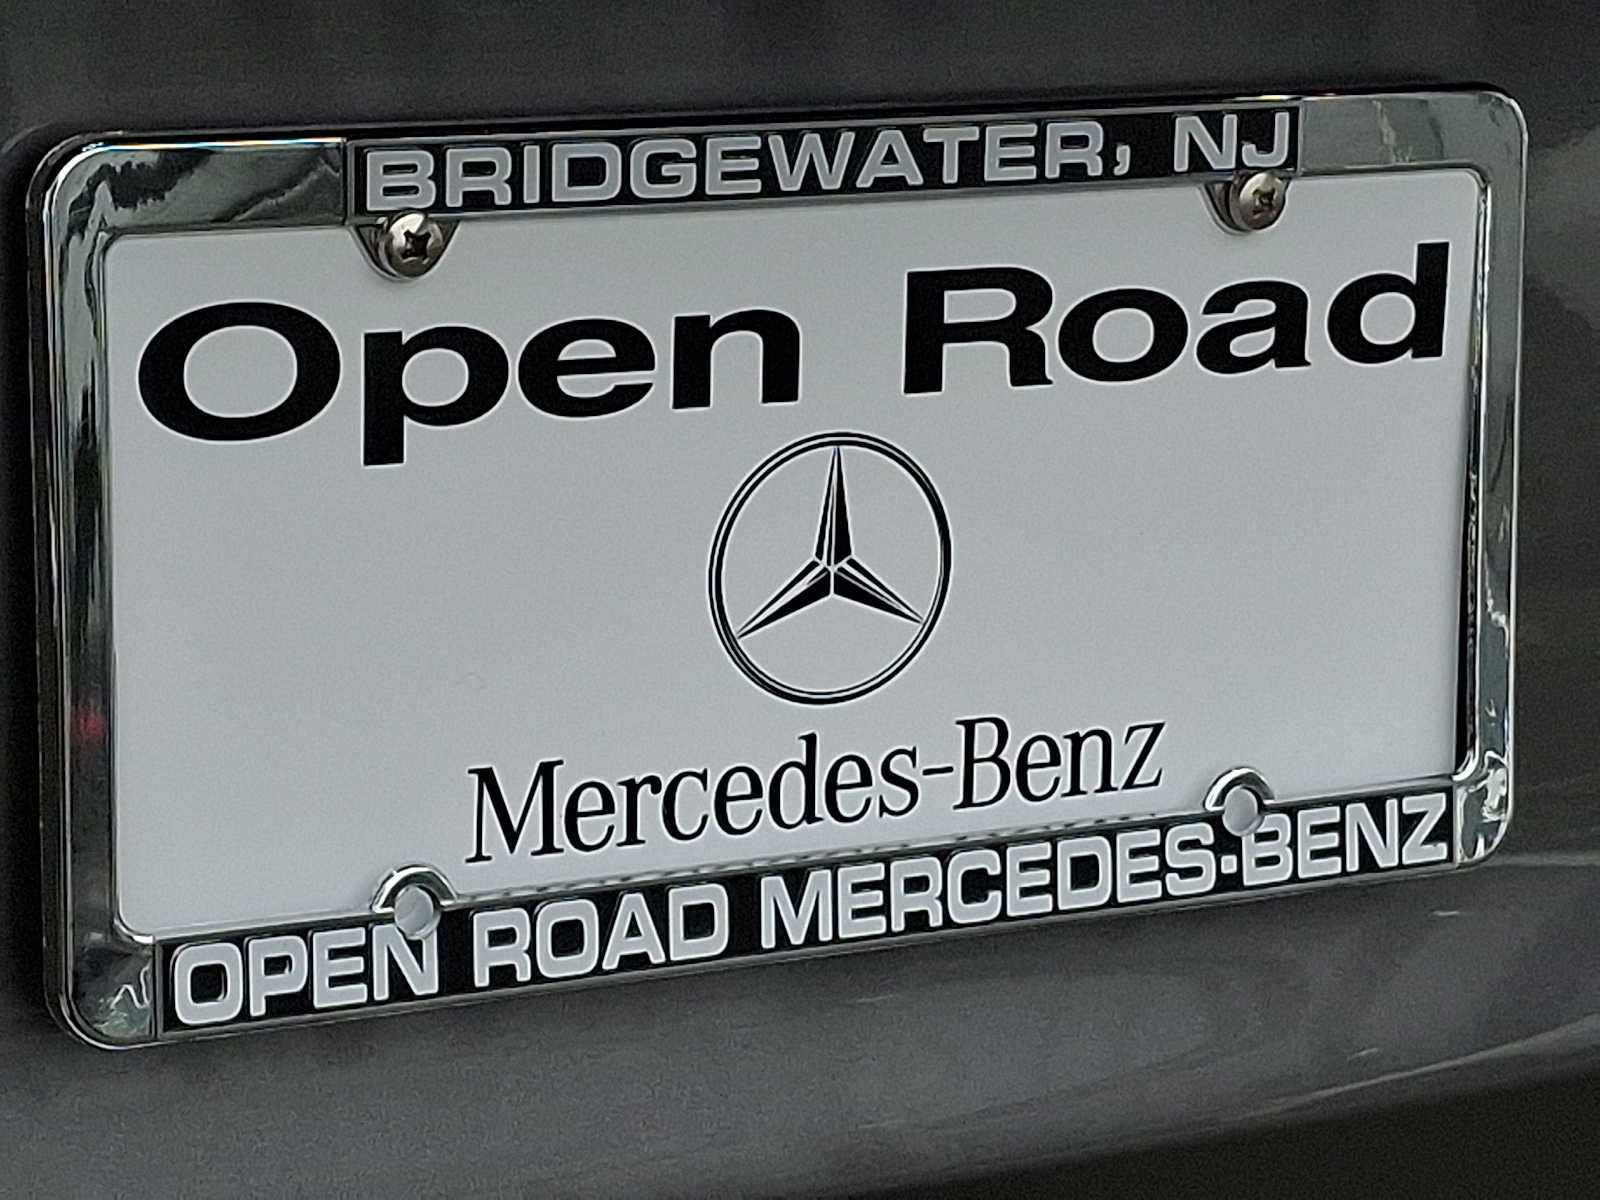 BRIDGEWATER, NJ
Open Road
Mercedes-Benz
OPEN ROAD MERCEDES-BENZ